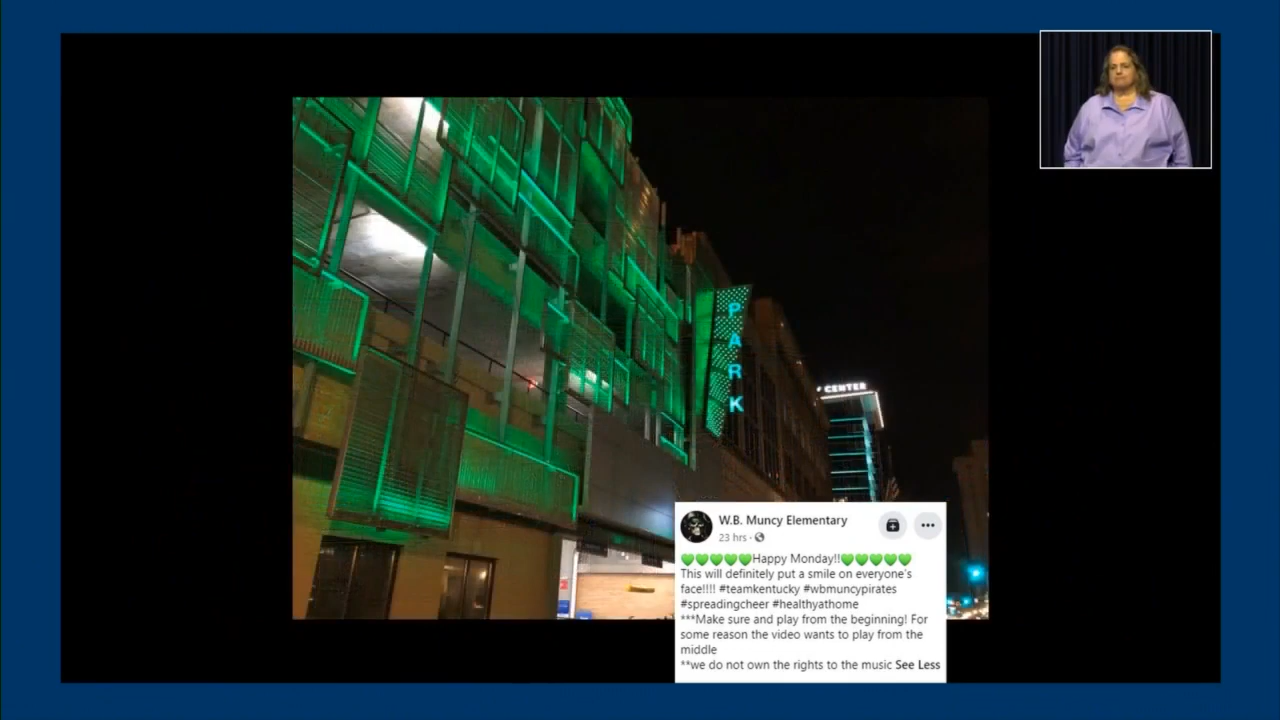 PARK
CENTER
W.B. Muncy Elementary
23 hrs ·
💚💚💚💚💚Happy Monday!!💚💚💚💚💚
This will definitely put a smile on everyone's
face!!!! #teamkentucky #wbmuncypirates
#spreadingcheer #healthyathome
***Make sure and play from the beginning! For
some reason the video wants to play from the
middle
**we do not own the rights to the music See Less